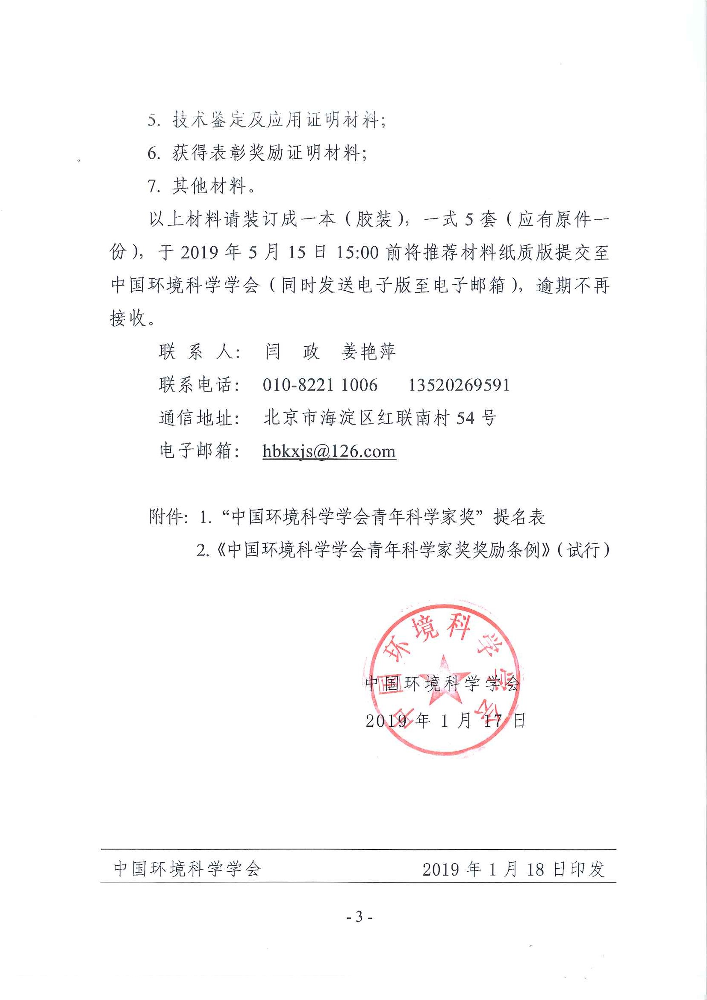 5. 技术鉴定及应用证明材料；
6. 获得表彰奖励证明材料；
7. 其他材料。
以上材料请装订成一本（胶装），一式 5 套（应有原件一
份），于 2019 年 5 月 15 日 15:00 前将推荐材料纸质版提交至
中国环境科学学会（同时发送电子版至电子邮箱），逾期不再
接收。
联 系 人： 闫 政 姜艳萍
联系电话： 010-8221 1006 13520269591
通信地址： 北京市海淀区红联南村 54 号
电子邮箱： hbkxjs@126.com
附件：1. “中国环境科学学会青年科学家奖”提名表
2.《中国环境科学学会青年科学家奖奖励条例》（试行）
中国环境科学学会
中国环境科学学会
2019 年 1 月 17 日
中国环境科学学会 2019 年 1 月 18 日印发
- 3 -